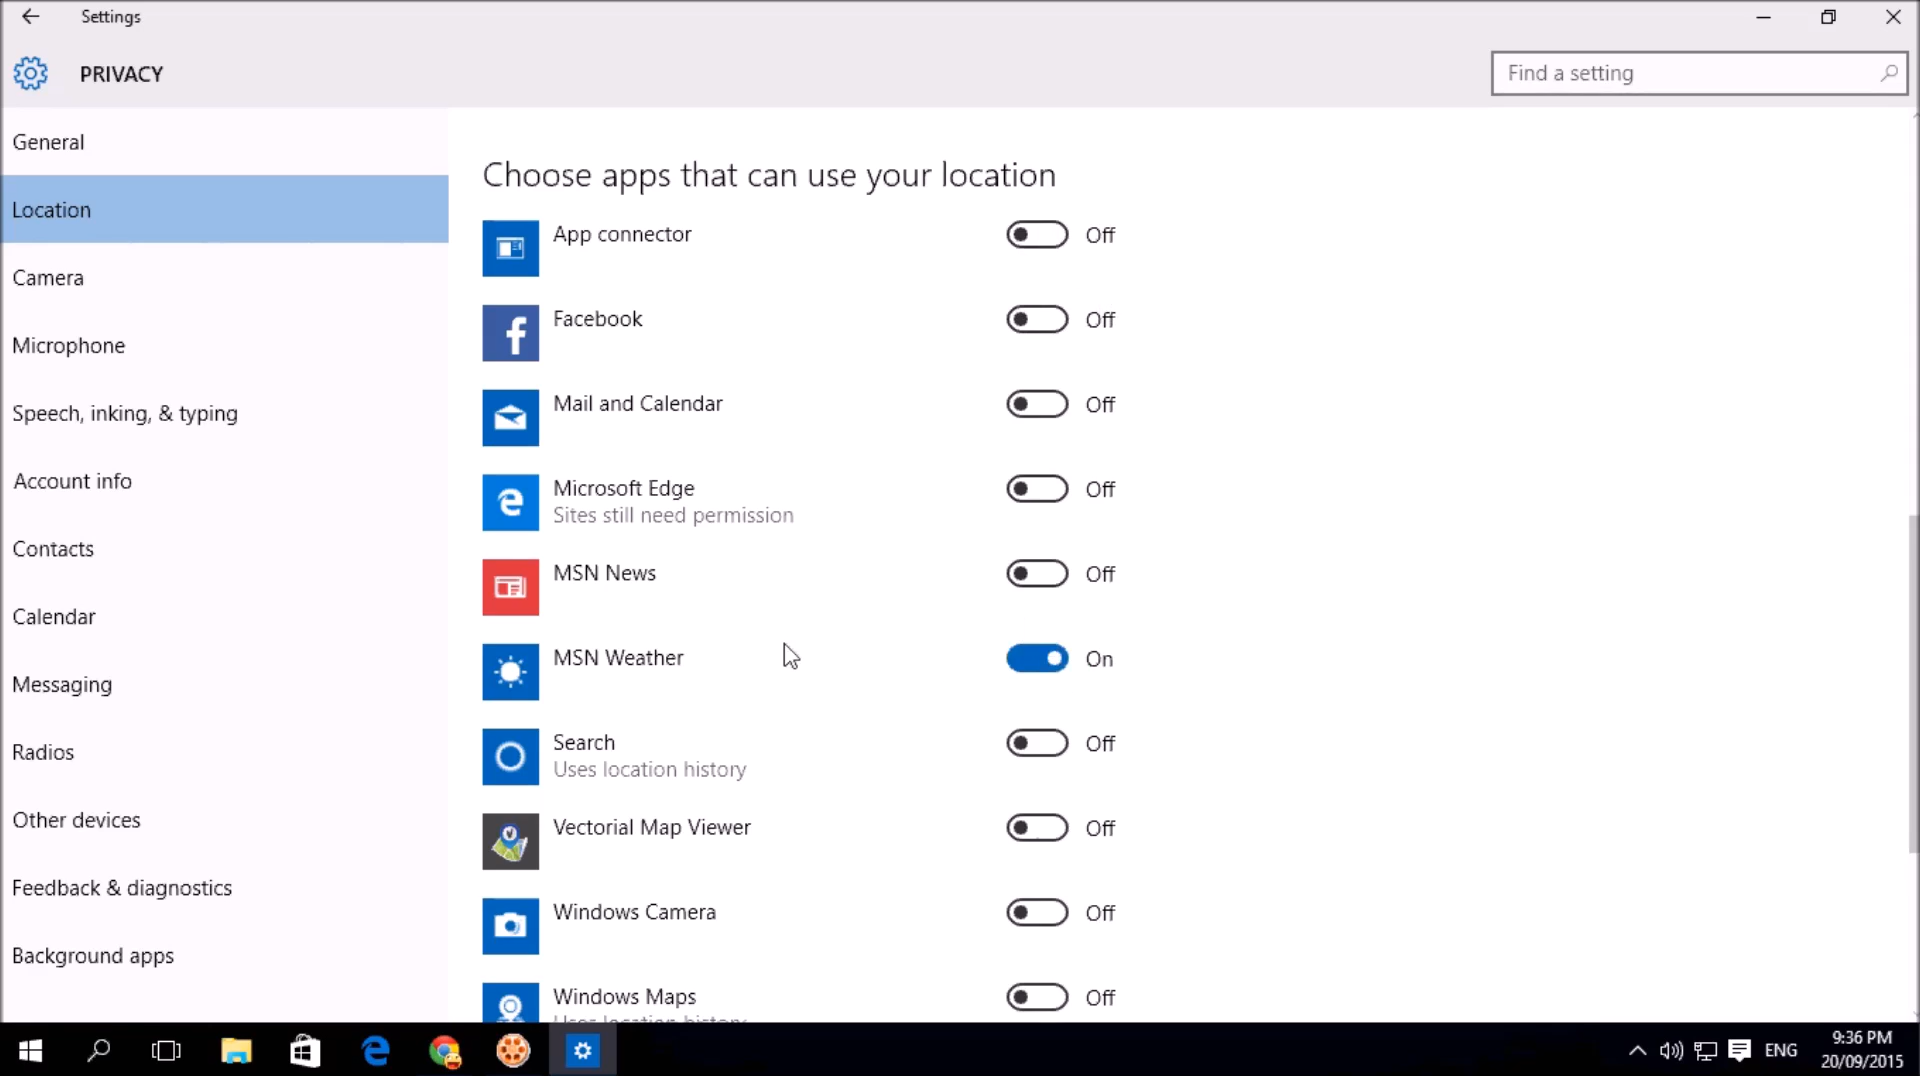 Settings
PRIVACY
Find a setting
General
Location
Camera
Microphone
Speech, inking, & typing
Account info
Contacts
Calendar
Messaging
Radios
Other devices
Feedback & diagnostics
Background apps
Choose apps that can use your location
App connector Off
Facebook Off
Mail and Calendar Off
Microsoft Edge Off
Sites still need permission
MSN News Off
MSN Weather On
Search Off
Uses location history
Vectorial Map Viewer Off
Windows Camera Off
Windows Maps Off
Uses location history
ENG
9:36 PM
20/09/2015